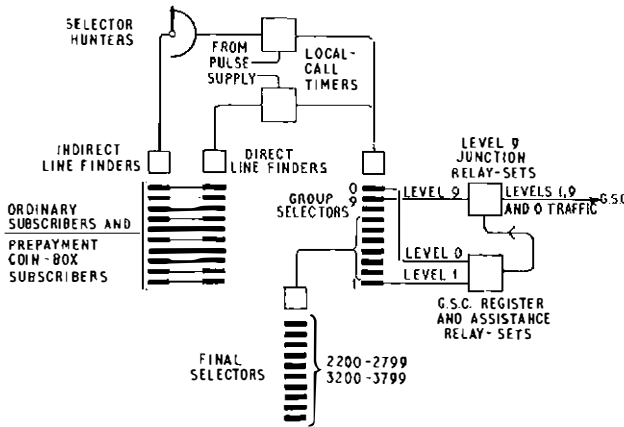 SELECTOR
HUNTERS
FROM
PULSE
SUPPLY
LOCAL-
CALL
TIMERS
INDIRECT
LINE FINDERS
DIRECT
LINE FINDERS
LEVEL 9
JUNCTION
RELAY-SETS
ORDINARY
SUBSCRIBERS AND
PREPAYMENT
COIN-BOX
SUBSCRIBERS
GROUP
SELECTORS
0
9
1
LEVEL 9
LEVELS 1,9
AND 0 TRAFFIC
G.S.C
LEVEL 0
LEVEL 1
G.S.C. REGISTER
AND ASSISTANCE
RELAY-SETS
FINAL
SELECTORS
2200-2799
3200-3799